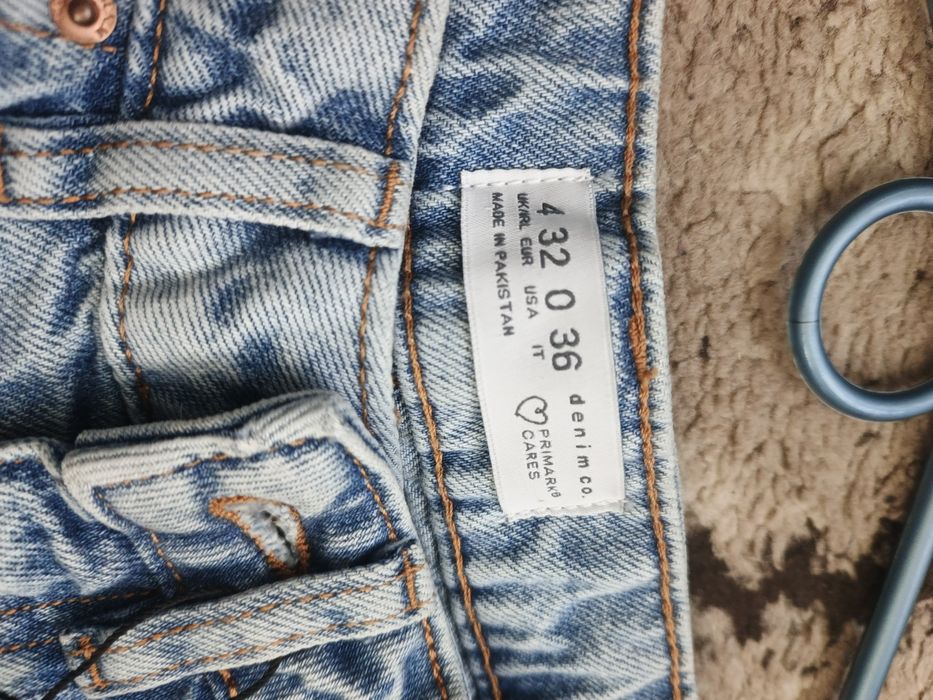 denim co.
4 32 0 36
UK/IRL EUR USA IT
MADE IN PAKISTAN
PRIMARK®
CARES